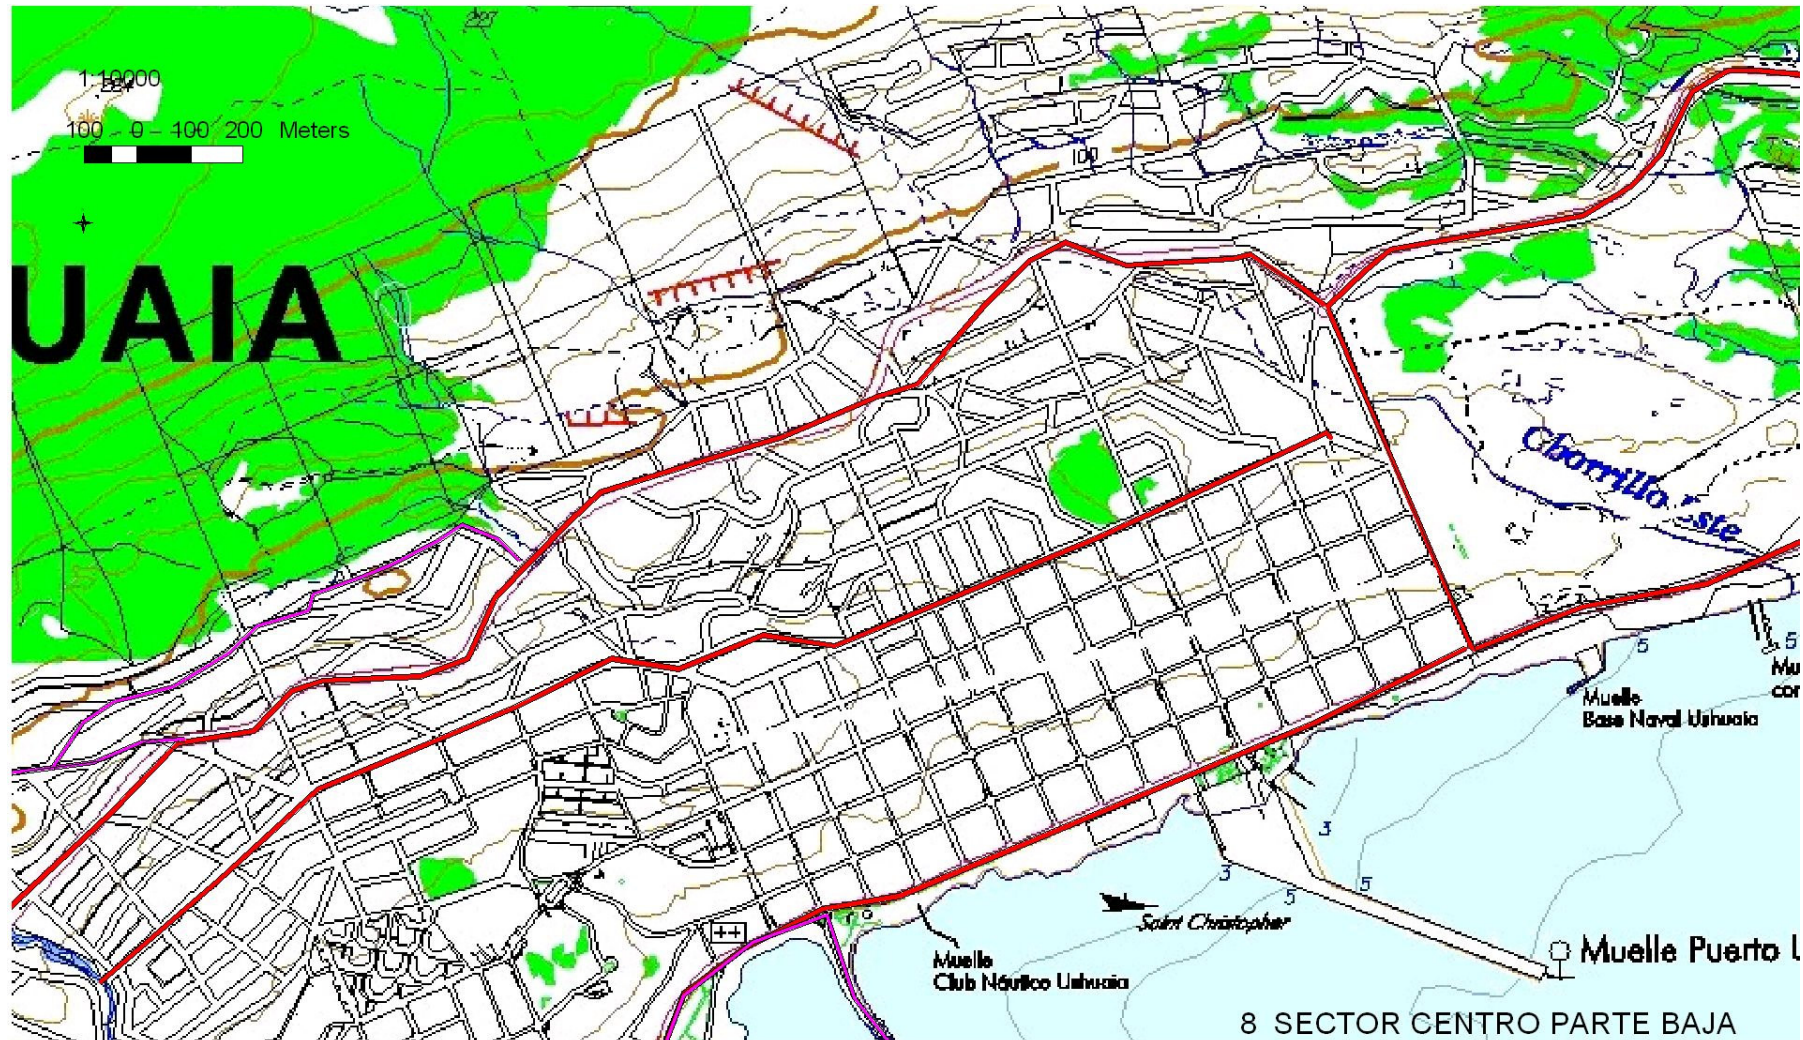 227
1:10000
100 0 100 200 Meters
100
UAIA
Chorrillo Este
5
5
Muelle
Base Naval Ushuaia
3
3
5
5
Saint Christopher
Muelle
Club Náutico Ushuaia
Muelle Puerto U
8 SECTOR CENTRO PARTE BAJA